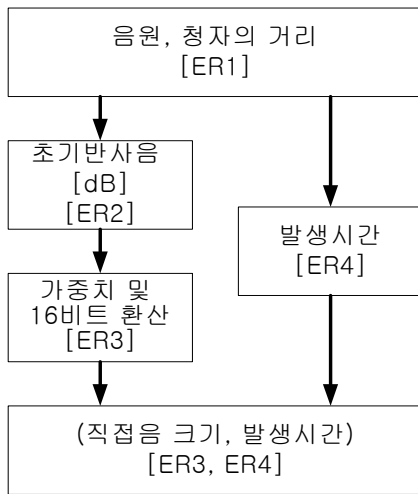 음원, 청자의 거리
[ER1]
초기반사음
[dB]
[ER2]
발생시간
[ER4]
가중치 및
16비트 환산
[ER3]
(직접음 크기, 발생시간)
[ER3, ER4]